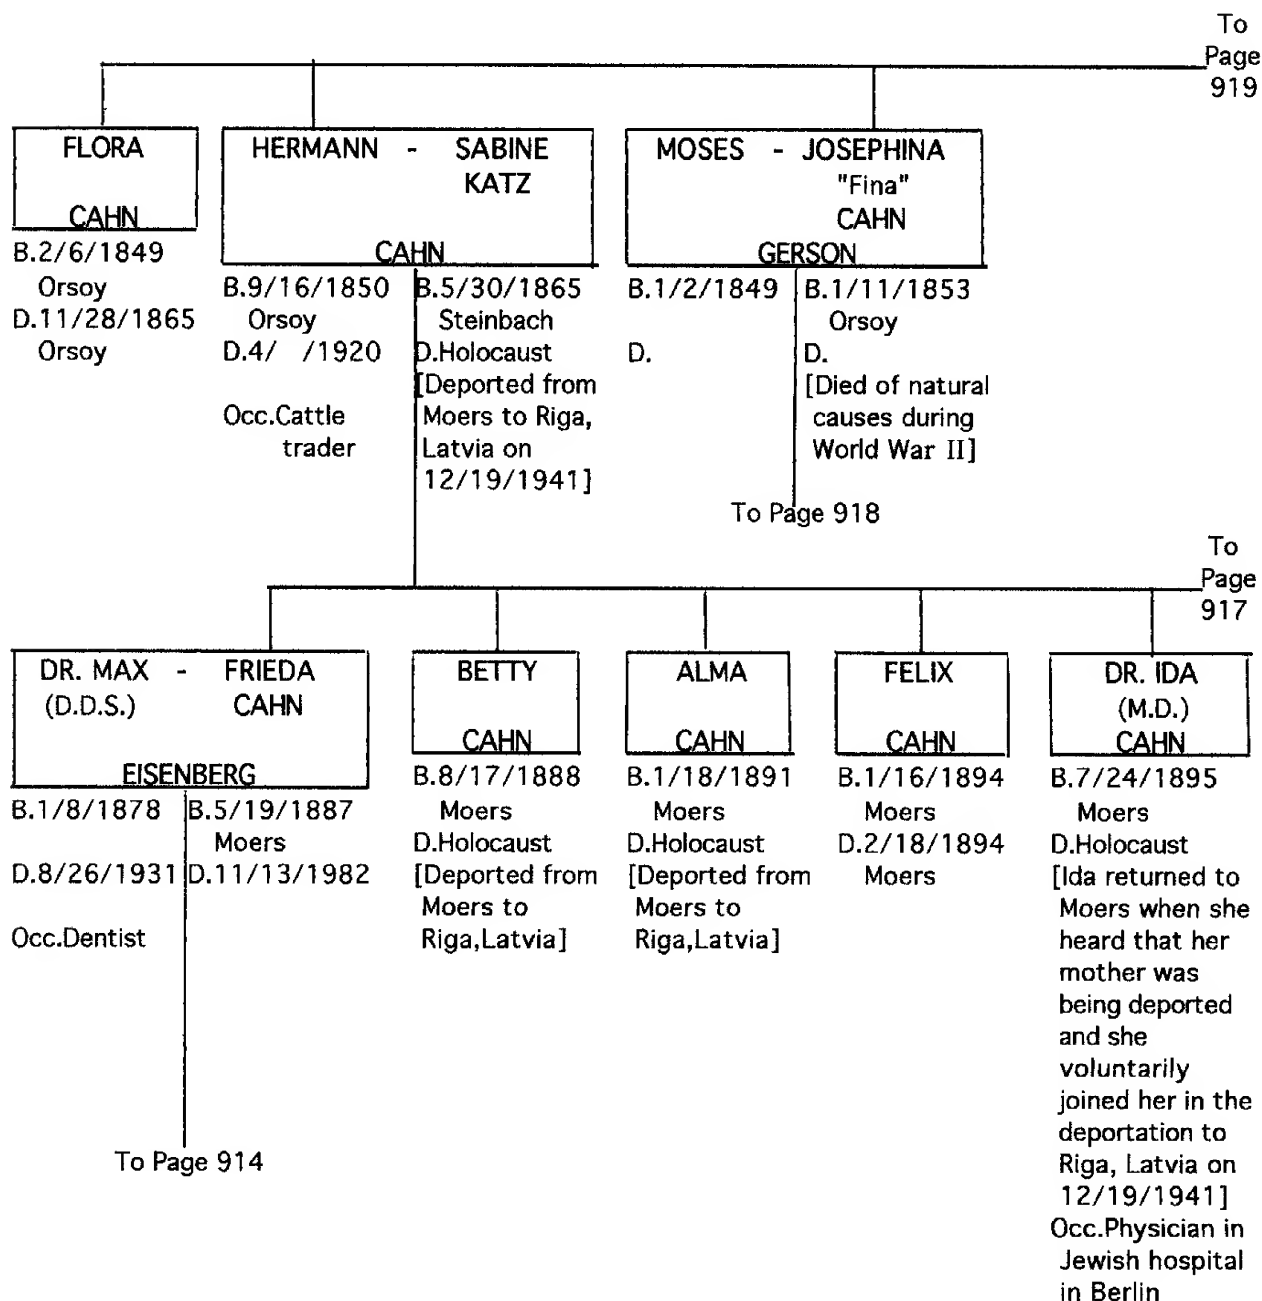 To
Page
919
FLORA
CAHN
B.2/6/1849
Orsoy
D.11/28/1865
Orsoy
HERMANN - SABINE
KATZ
CAHN
B.9/16/1850
Orsoy
D.4/ /1920
Occ.Cattle
trader
B.5/30/1865
Steinbach
D.Holocaust
[Deported from
Moers to Riga,
Latvia on
12/19/1941]
MOSES - JOSEPHINA
"Fina"
CAHN
GERSON
B.1/2/1849
D.
B.1/11/1853
Orsoy
D.
[Died of natural
causes during
World War II]
To Page 918
To
Page
917
DR. MAX - FRIEDA
(D.D.S.) CAHN
EISENBERG
B.1/8/1878
D.8/26/1931
Occ.Dentist
B.5/19/1887
Moers
D.11/13/1982
To Page 914
BETTY
CAHN
B.8/17/1888
Moers
D.Holocaust
[Deported from
Moers to
Riga,Latvia]
ALMA
CAHN
B.1/18/1891
Moers
D.Holocaust
[Deported from
Moers to
Riga,Latvia]
FELIX
CAHN
B.1/16/1894
Moers
D.2/18/1894
Moers
DR. IDA
(M.D.)
CAHN
B.7/24/1895
Moers
D.Holocaust
[Ida returned to
Moers when she
heard that her
mother was
being deported
and she
voluntarily
joined her in the
deportation to
Riga, Latvia on
12/19/1941]
Occ.Physician in
Jewish hospital
in Berlin